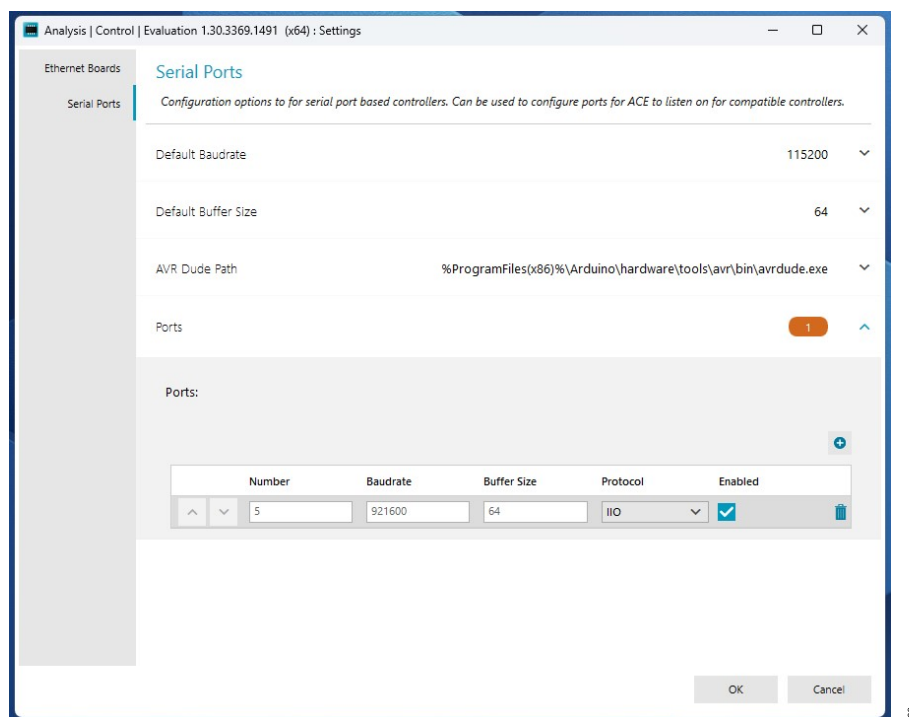 Analysis | Control | Evaluation 1.30.3369.1491 (x64) : Settings
Ethernet Boards
Serial Ports
Serial Ports
Configuration options to for serial port based controllers. Can be used to configure ports for ACE to listen on for compatible controllers.
Default Baudrate 115200
Default Buffer Size 64
AVR Dude Path %ProgramFiles(x86)%\Arduino\hardware\tools\avr\bin\avrdude.exe
Ports 1
Ports:
Number Baudrate Buffer Size Protocol Enabled
5 921600 64 IIO
OK Cancel